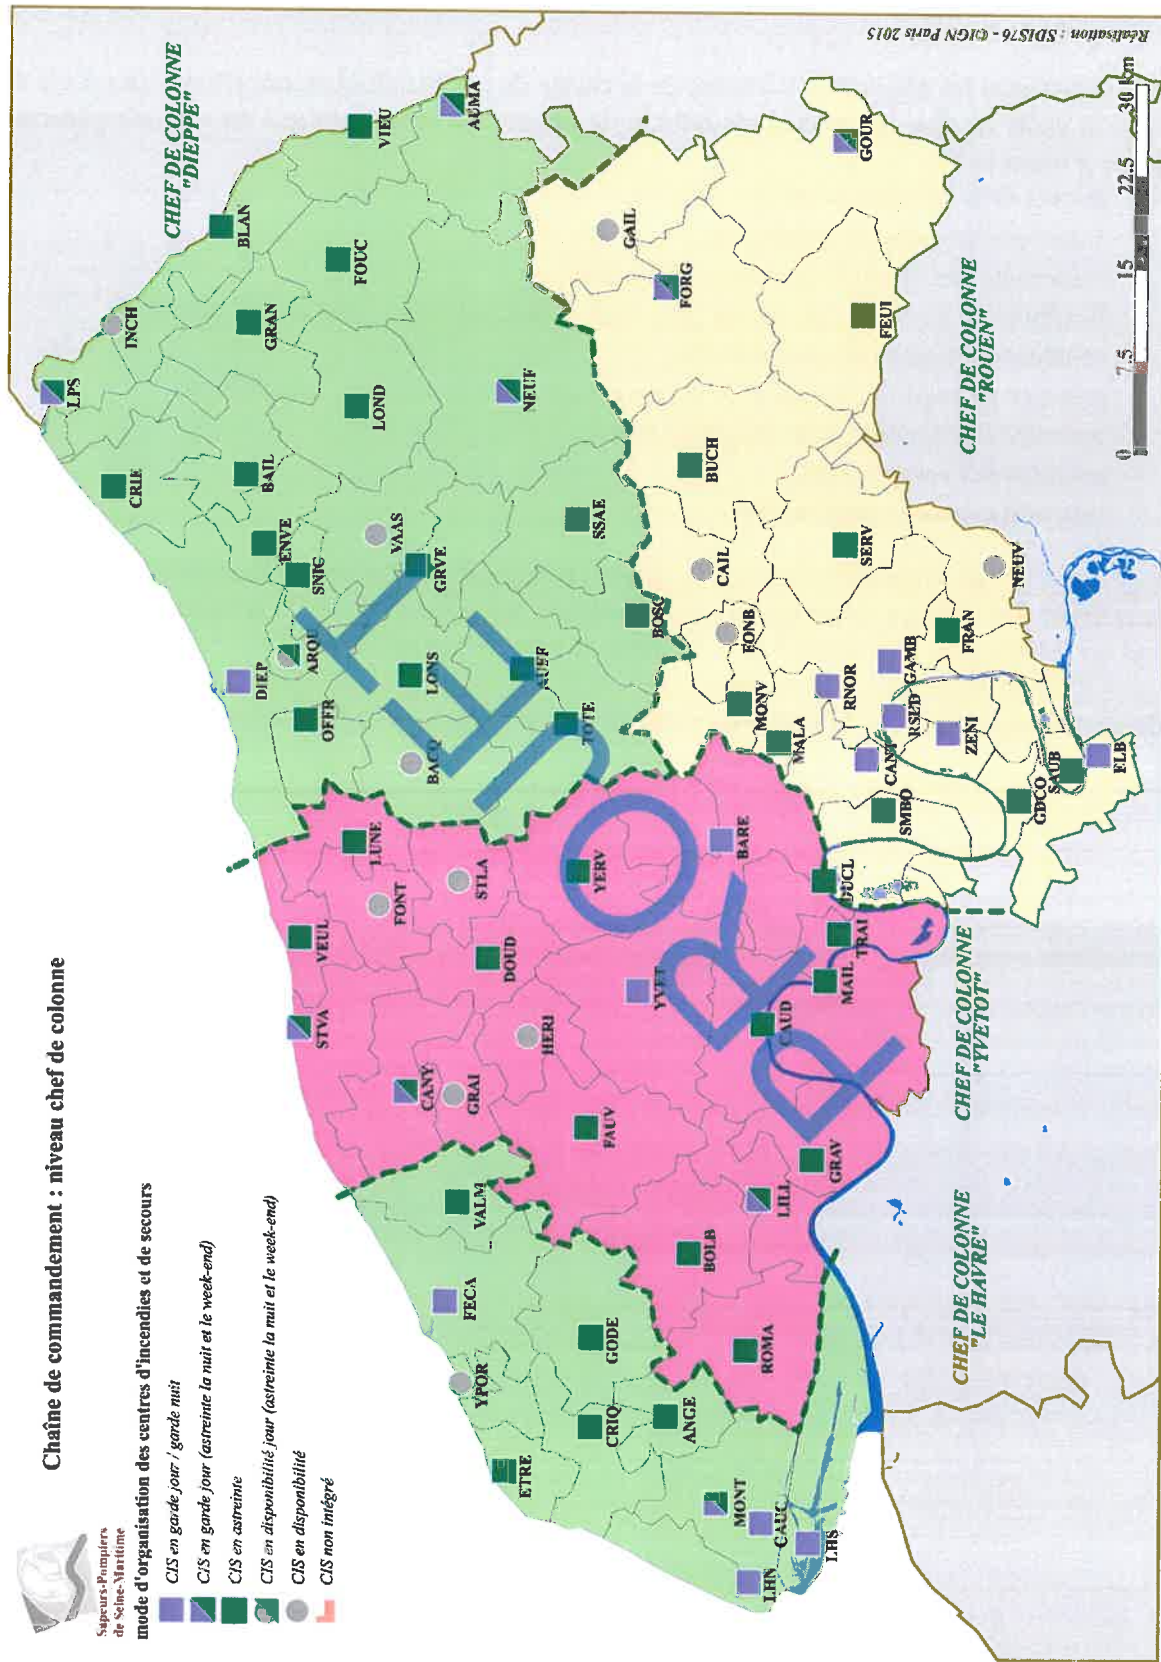 Chaîne de commandement : niveau chef de colonne
Sapeurs-Pompiers
de Seine-Maritime
mode d'organisation des centres d'incendies et de secours
CIS en garde jour / garde nuit
CIS en garde jour (astreinte la nuit et le week-end)
CIS en astreinte
CIS en disponibilité jour (astreinte la nuit et le week-end)
CIS en disponibilité
CIS non intégré
CHEF DE COLONNE
"DIEPPE"
CHEF DE COLONNE
"ROUEN"
CHEF DE COLONNE
"YVETOT"
CHEF DE COLONNE
"LE HAVRE"
PROJET
LPS
INCH
BLAN
VIEU
AUMA
CRIE
GRAN
FOUC
BAIL
LOND
ENVE
SNIC
VAAS
NEUF
DIEP
ARQU
GRVE
SSAE
OFFR
LONS
AUFF
BACQ
TOTE
BOSC
GAIL
FORG
GOUR
FEUI
BUCH
CAIL
SERV
FONB
NEUV
MONV
RNOR
GAMB
FRAN
MALA
RSLD
CANT
ZENI
SMBO
SAUB
ELB
GDCO
DUCL
LUNE
VEUL
FONT
STLA
YERV
BARE
STVA
DOUD
YVET
TRAI
MAIL
CAUD
HERI
CANY
GRAI
FAUV
GRAV
LILL
BOLB
ROMA
VALM
FECA
YPOR
GODE
ETRE
CRIQ
ANGE
MONT
CAUC
LHS
LHN
0 7.5 15 22.5 30 km
Réalisation : SDIS76 - ©IGN Paris 2015